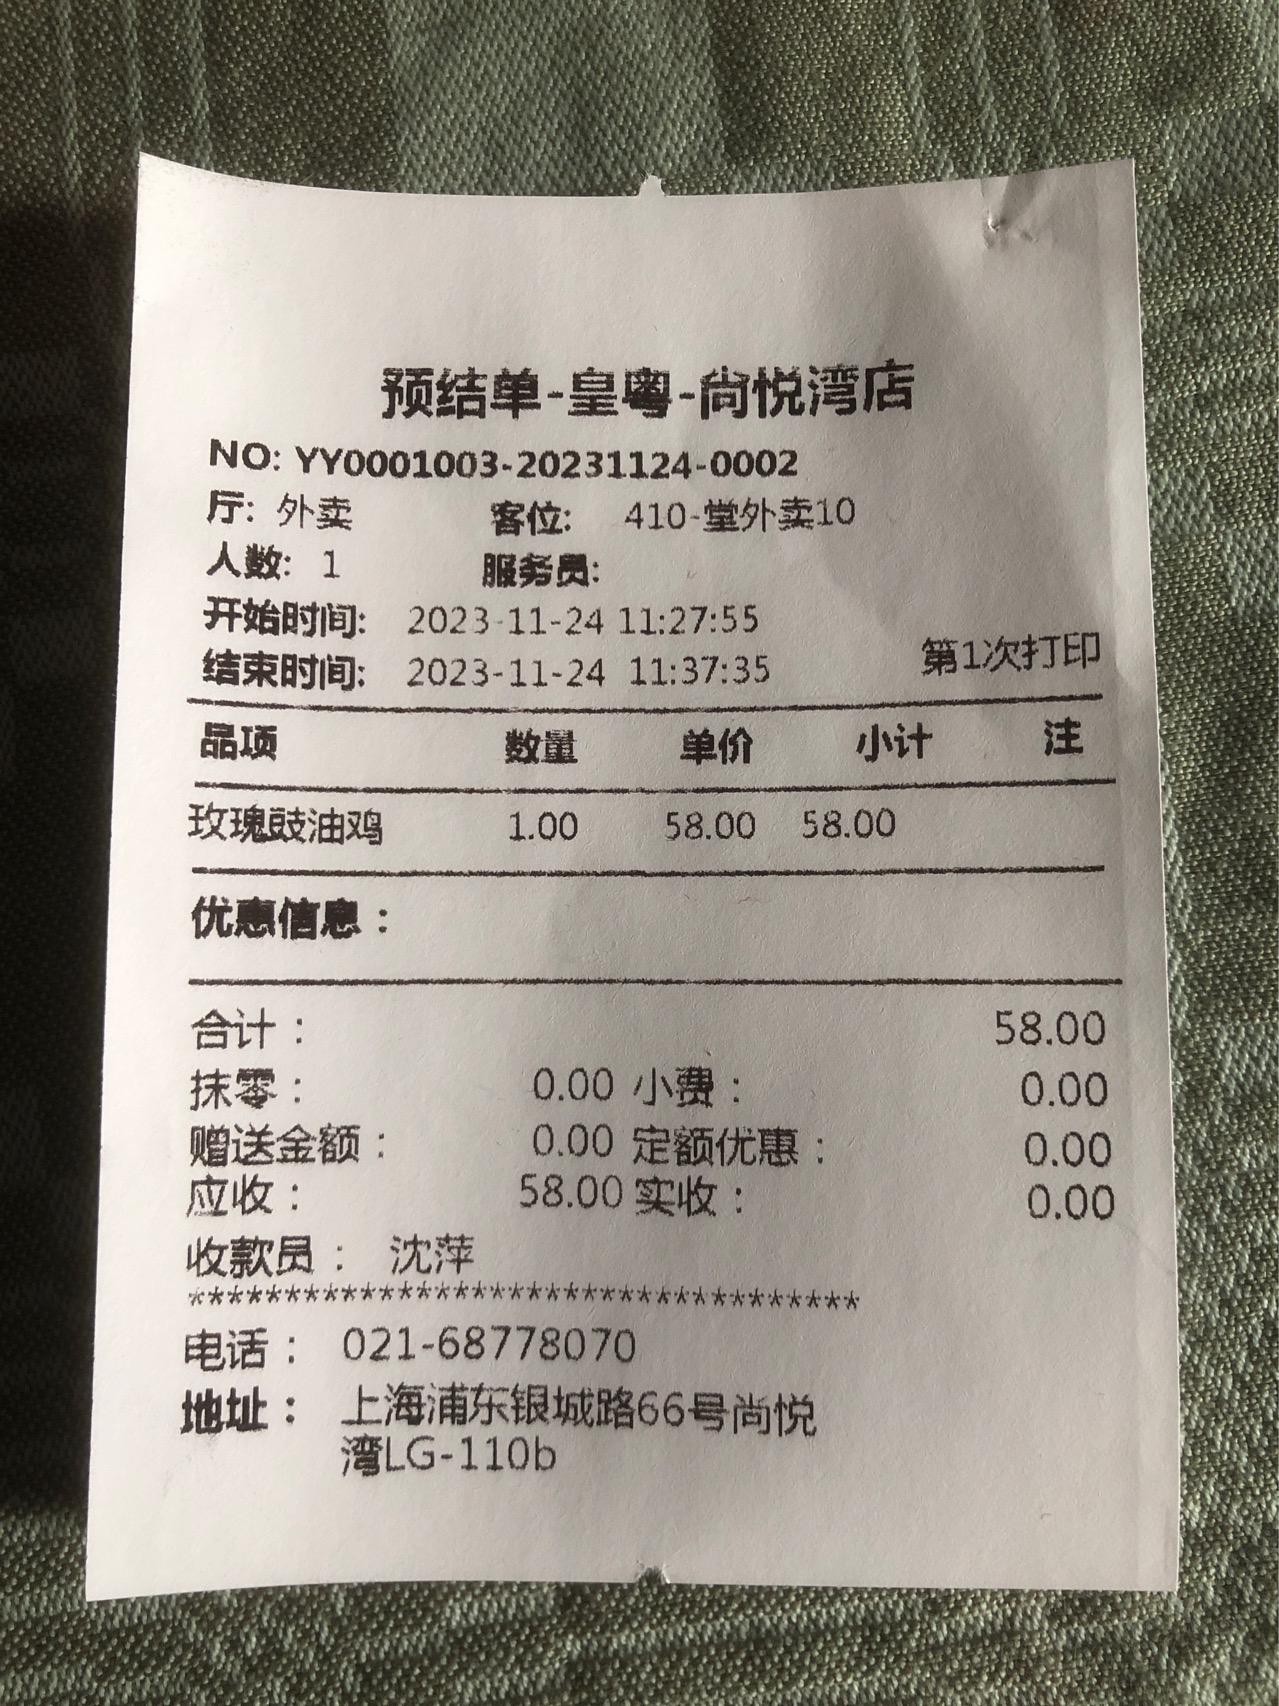 预结单-皇粤-尚悦湾店
NO: YY0001003-20231124-0002
厅: 外卖 客位: 410-堂外卖10
人数: 1 服务员:
开始时间: 2023-11-24 11:27:55
结束时间: 2023-11-24 11:37:35 第1次打印
品项 数量 单价 小计 注
玫瑰豉油鸡 1.00 58.00 58.00
优惠信息：
合计： 58.00
抹零： 0.00 小费： 0.00
赠送金额： 0.00 定额优惠： 0.00
应收： 58.00 实收： 0.00
收款员： 沈萍
***********************************
电话： 021-68778070
地址： 上海浦东银城路66号尚悦
湾LG-110b